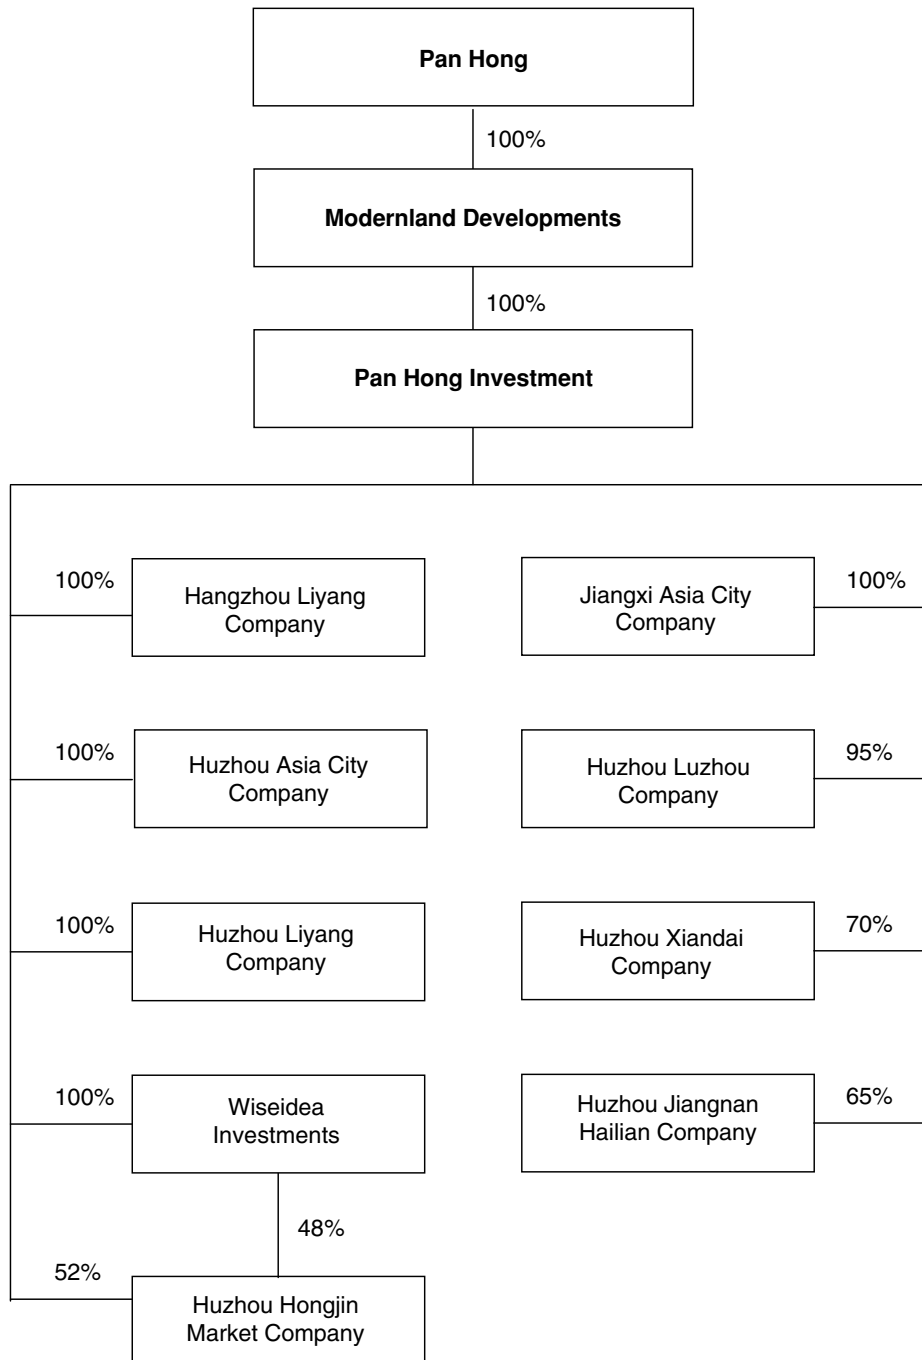 Pan Hong
100%
Modernland Developments
100%
Pan Hong Investment
100%
Hangzhou Liyang
Company
Jiangxi Asia City
Company
100%
100%
Huzhou Asia City
Company
Huzhou Luzhou
Company
95%
100%
Huzhou Liyang
Company
Huzhou Xiandai
Company
70%
100%
Wiseidea
Investments
Huzhou Jiangnan
Hailian Company
65%
48%
52%
Huzhou Hongjin
Market Company